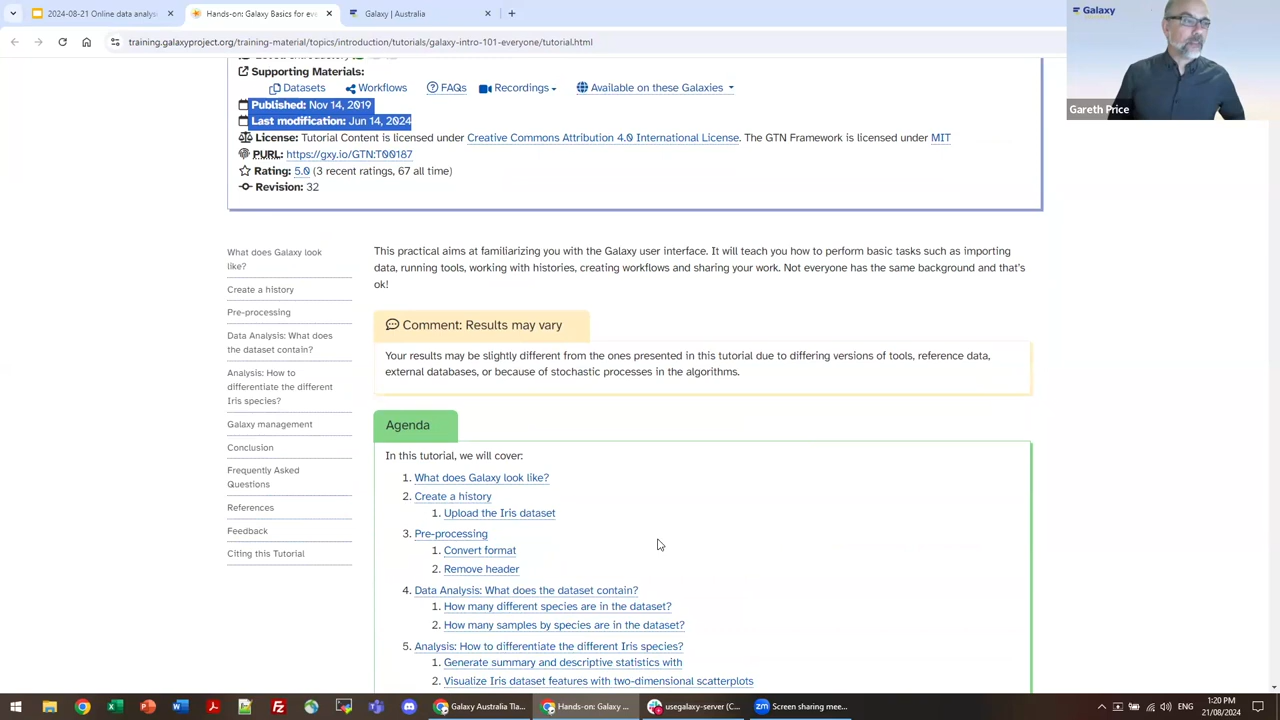 2024-08-21 Online data analysi
Hands-on: Galaxy Basics for ev
Galaxy | Australia
training.galaxyproject.org/training-material/topics/introduction/tutorials/galaxy-intro-101-everyone/tutorial.html
Galaxy
Gareth Price
Supporting Materials:
Datasets Workflows FAQs Recordings Available on these Galaxies
Published: Nov 14, 2019
Last modification: Jun 14, 2024
License: Tutorial Content is licensed under Creative Commons Attribution 4.0 International License. The GTN Framework is licensed under MIT
PURL: https://gxy.io/GTN:T00187
Rating: 5.0 (3 recent ratings, 67 all time)
Revision: 32
What does Galaxy look
like?
Create a history
Pre-processing
Data Analysis: What does
the dataset contain?
Analysis: How to
differentiate the different
Iris species?
Galaxy management
Conclusion
Frequently Asked
Questions
References
Feedback
Citing this Tutorial
This practical aims at familiarizing you with the Galaxy user interface. It will teach you how to perform basic tasks such as importing
data, running tools, working with histories, creating workflows and sharing your work. Not everyone has the same background and that's
ok!
Comment: Results may vary
Your results may be slightly different from the ones presented in this tutorial due to differing versions of tools, reference data,
external databases, or because of stochastic processes in the algorithms.
Agenda
In this tutorial, we will cover:
1. What does Galaxy look like?
2. Create a history
1. Upload the Iris dataset
3. Pre-processing
1. Convert format
2. Remove header
4. Data Analysis: What does the dataset contain?
1. How many different species are in the dataset?
2. How many samples by species are in the dataset?
5. Analysis: How to differentiate the different Iris species?
1. Generate summary and descriptive statistics with
2. Visualize Iris dataset features with two-dimensional scatterplots
Galaxy Australia Tla...
Hands-on: Galaxy ...
usegalaxy-server (C...
Screen sharing mee...
ENG
1:20 PM
21/08/2024